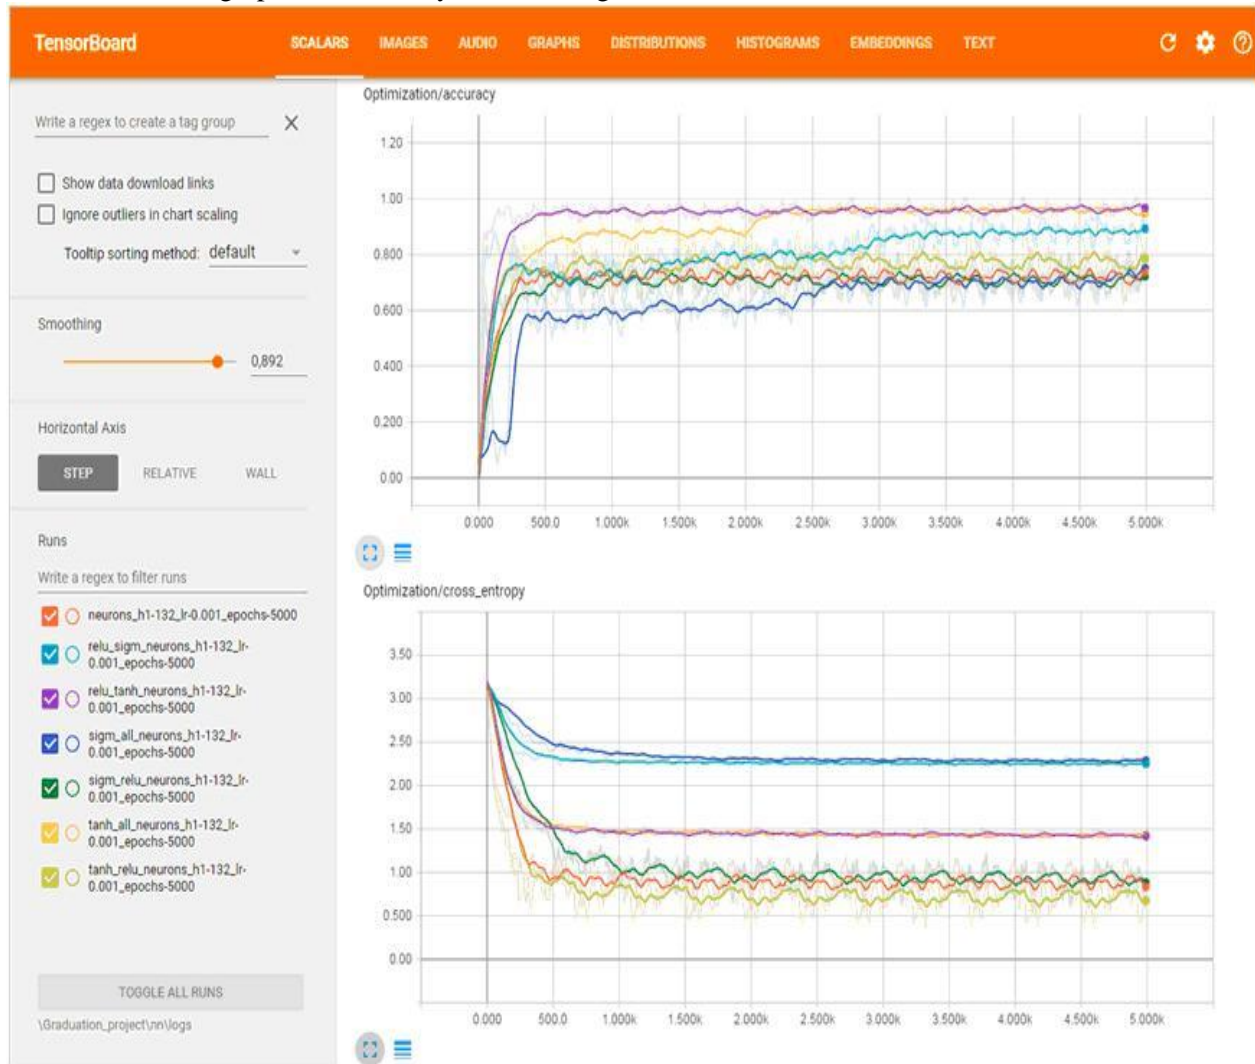 TensorBoard SCALARS IMAGES AUDIO GRAPHS DISTRIBUTIONS HISTOGRAMS EMBEDDINGS TEXT
Write a regex to create a tag group
Show data download links
Ignore outliers in chart scaling
Tooltip sorting method: default
Smoothing
0,892
Horizontal Axis
STEP RELATIVE WALL
Runs
Write a regex to filter runs
neurons_h1-132_lr-0.001_epochs-5000
relu_sigm_neurons_h1-132_lr-
0.001_epochs-5000
relu_tanh_neurons_h1-132_lr-
0.001_epochs-5000
sigm_all_neurons_h1-132_lr-
0.001_epochs-5000
sigm_relu_neurons_h1-132_lr-
0.001_epochs-5000
tanh_all_neurons_h1-132_lr-
0.001_epochs-5000
tanh_relu_neurons_h1-132_lr-
0.001_epochs-5000
TOGGLE ALL RUNS
\Graduation_project\nn\logs
Optimization/accuracy
1.20
1.00
0.800
0.600
0.400
0.200
0.00
0.000 500.0 1.000k 1.500k 2.000k 2.500k 3.000k 3.500k 4.000k 4.500k 5.000k
Optimization/cross_entropy
3.50
3.00
2.50
2.00
1.50
1.00
0.500
0.00
0.000 500.0 1.000k 1.500k 2.000k 2.500k 3.000k 3.500k 4.000k 4.500k 5.000k